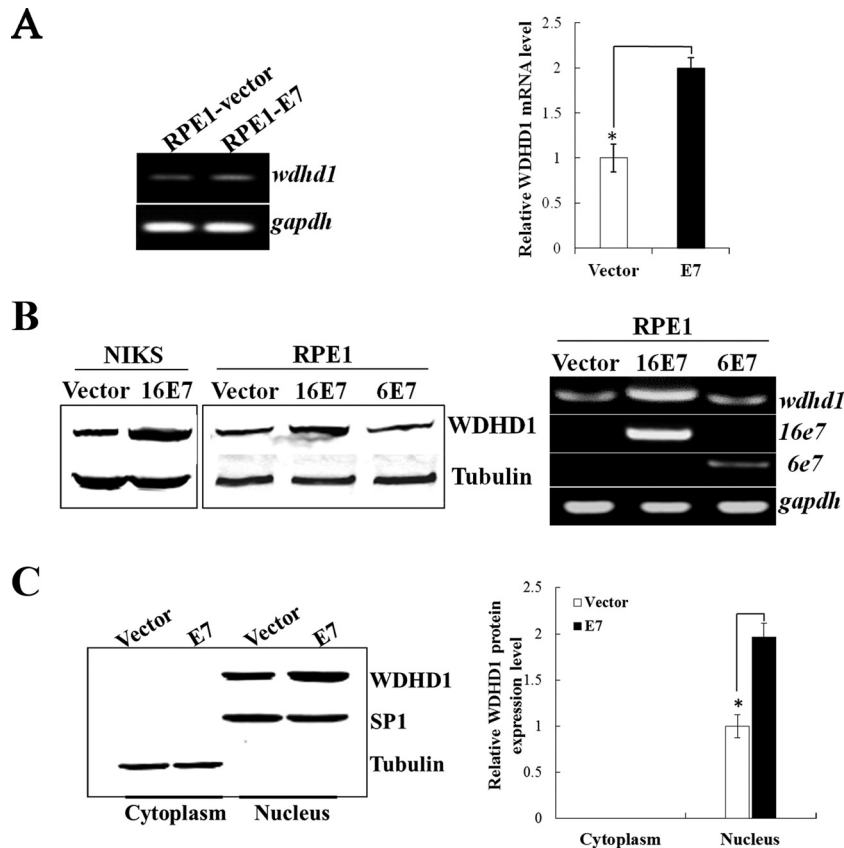 A
RPE1-vector
RPE1-E7
wdhd1
gapdh
Relative WDHD1 mRNA level
2.5
2
1.5
1
0.5
0
*
Vector E7
B
NIKS RPE1
Vector 16E7 Vector 16E7 6E7
WDHD1
Tubulin
RPE1
Vector 16E7 6E7
wdhd1
16e7
6e7
gapdh
C
Vector E7 Vector E7
WDHD1
SP1
Tubulin
Cytoplasm Nucleus
Relative WDHD1 protein
expression level
2.5
2
1.5
1
0.5
0
Vector
E7
*
Cytoplasm Nucleus